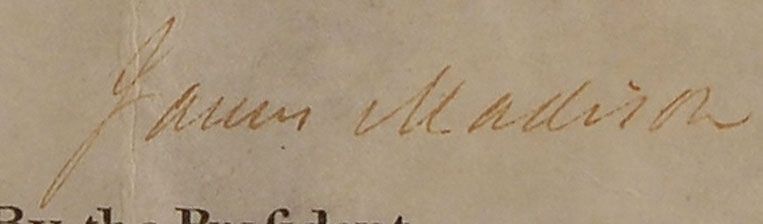 James Madison
By the Preſident